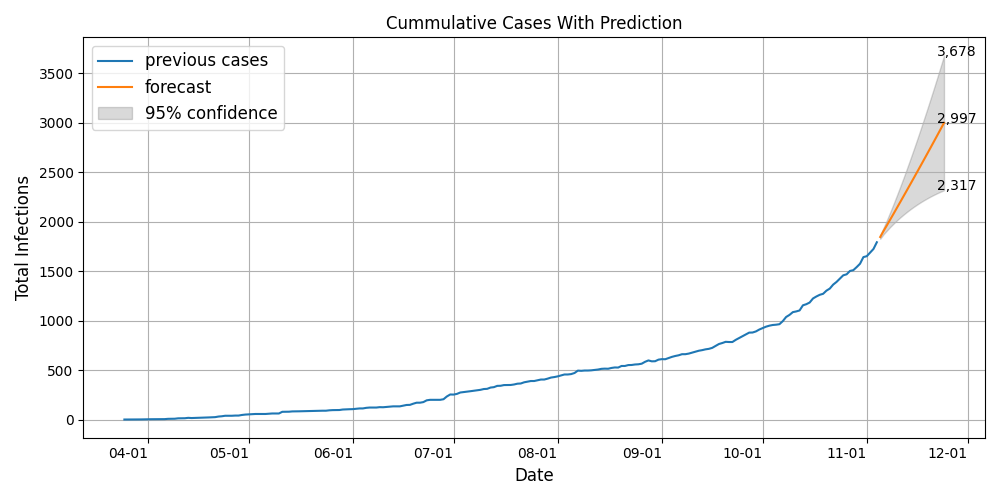 Cummulative Cases With Prediction
previous cases
forecast
95% confidence
3,678
2,997
2,317
3500
3000
2500
2000
1500
1000
500
0
Total Infections
04-01 05-01 06-01 07-01 08-01 09-01 10-01 11-01 12-01
Date